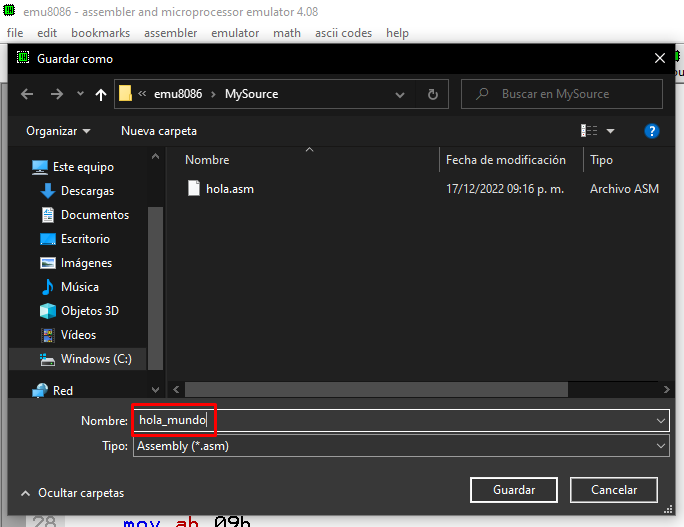 emu8086 - assembler and microprocessor emulator 4.08
file edit bookmarks assembler emulator math ascii codes help
Guardar como
« emu8086 > MySource
Buscar en MySource
Organizar
Nueva carpeta
Nombre Fecha de modificación Tipo
hola.asm 17/12/2022 09:16 p. m. Archivo ASM
Este equipo
Descargas
Documentos
Escritorio
Imágenes
Música
Objetos 3D
Vídeos
Windows (C:)
Red
Nombre: hola_mundo
Tipo: Assembly (*.asm)
Ocultar carpetas
Guardar
Cancelar
28 mov ah 09h